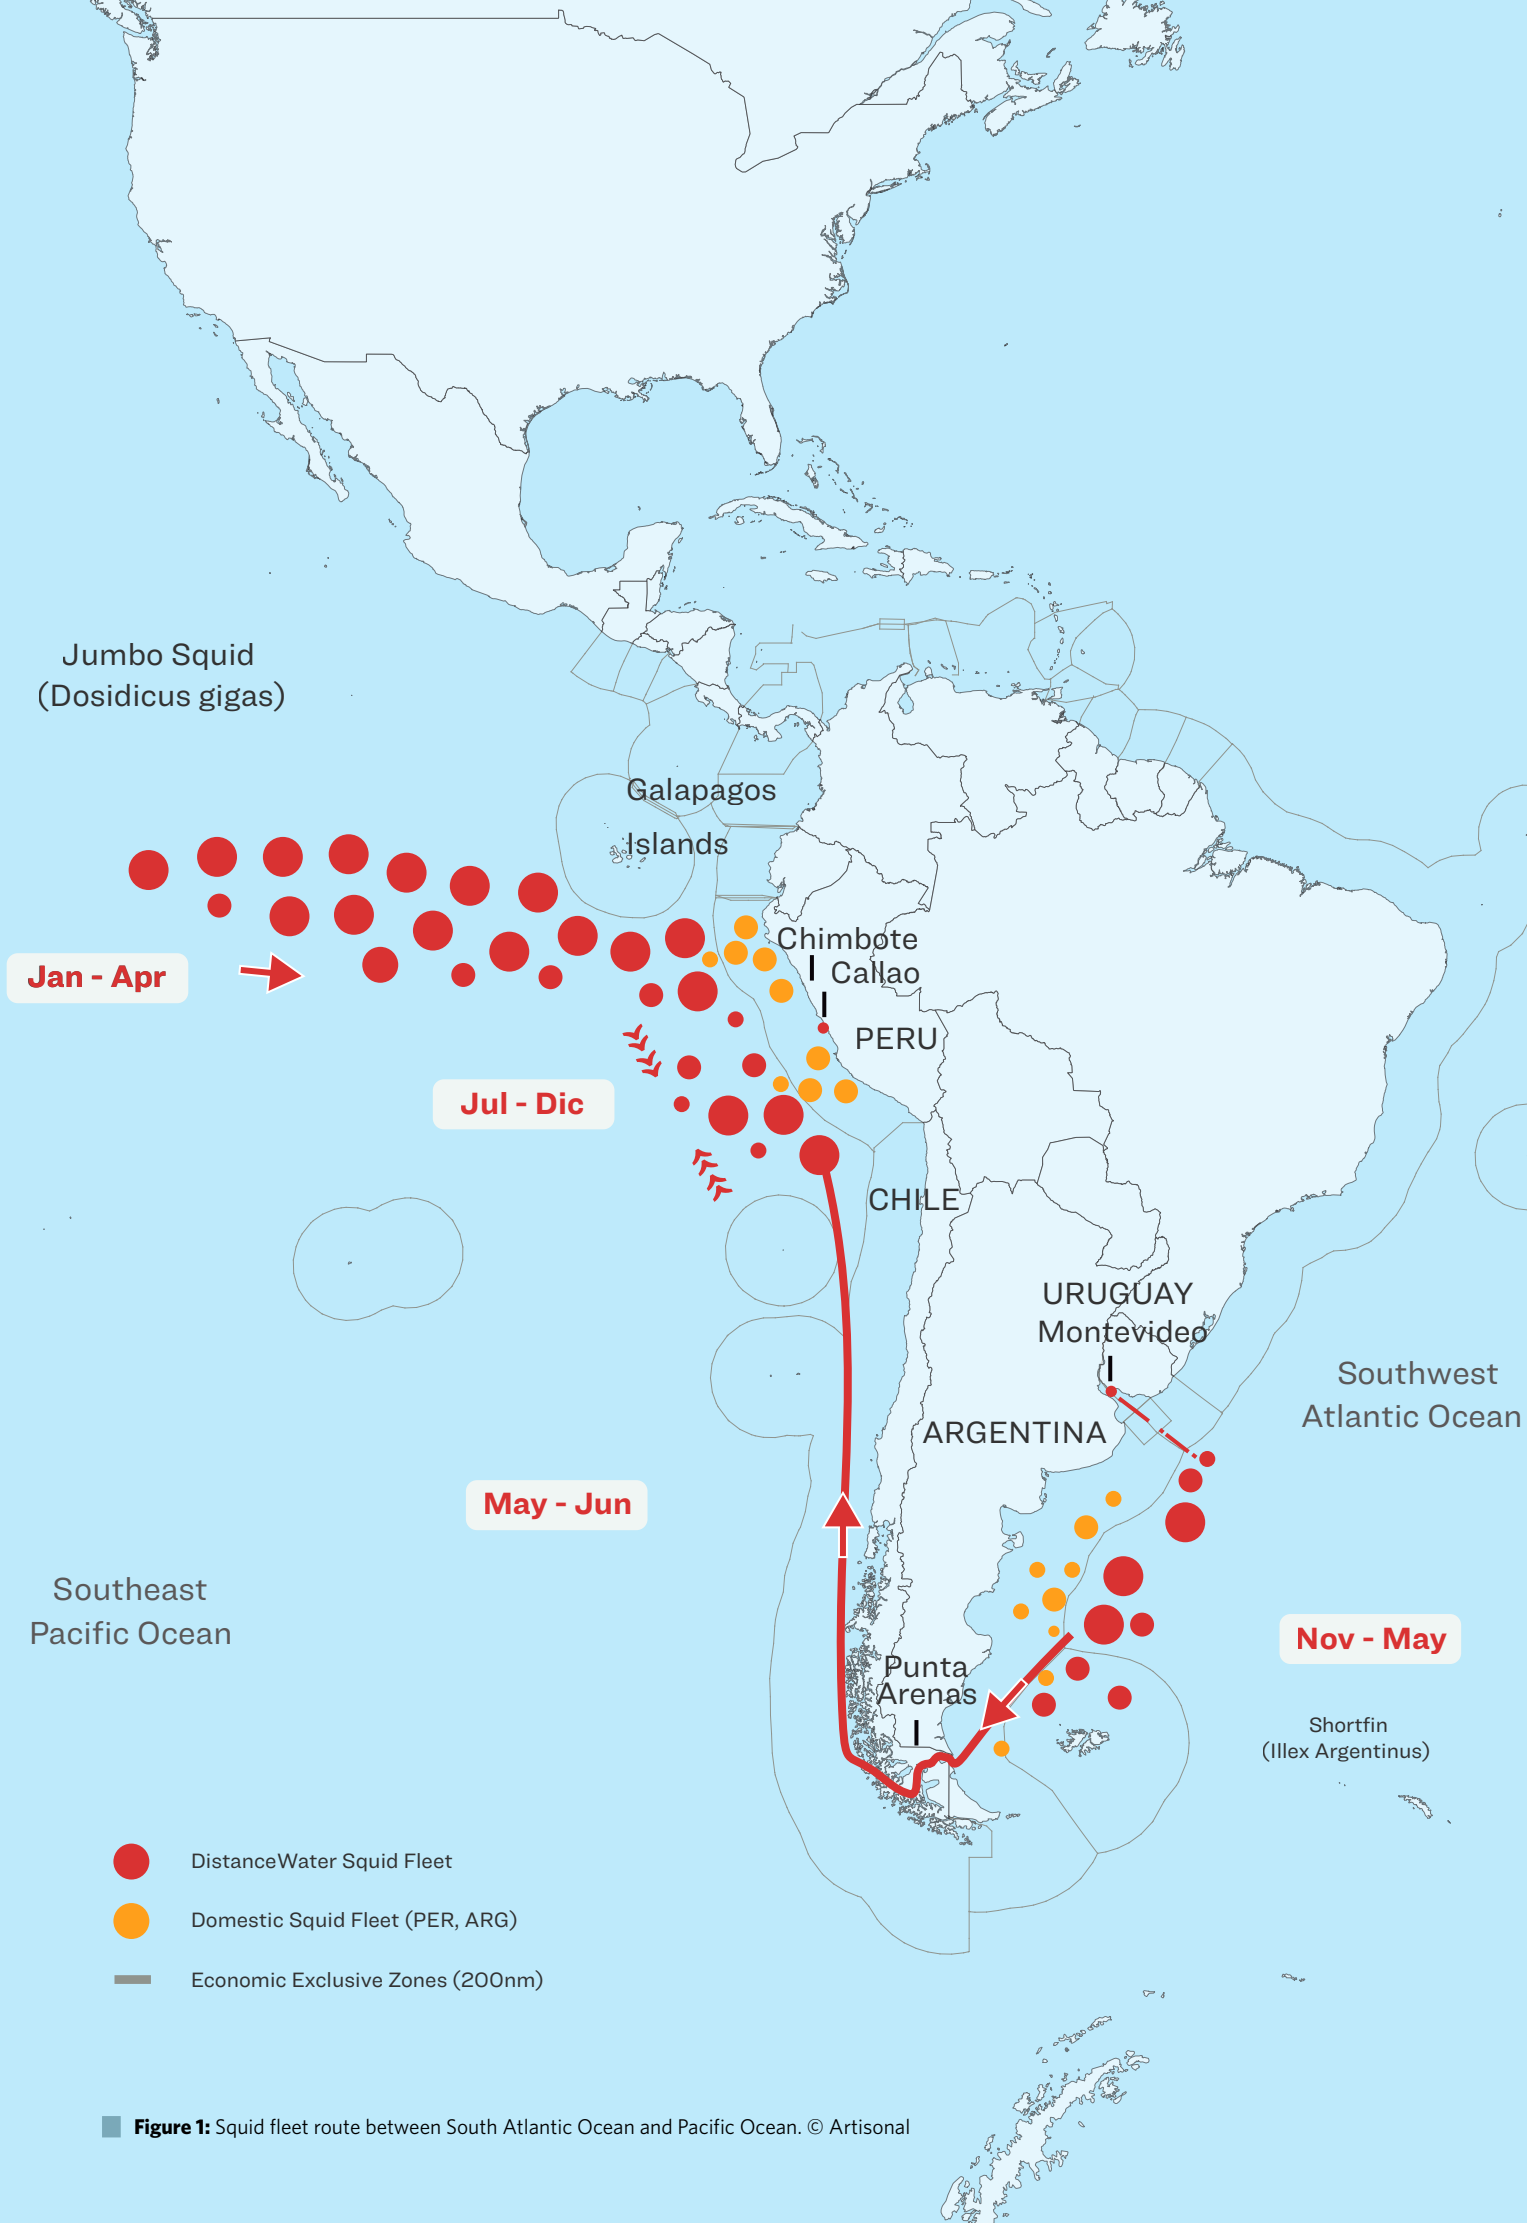 Jumbo Squid
(Dosidicus gigas)
Galapagos
Islands
Chimbote
Callao
Jan - Apr
PERU
Jul - Dic
CHILE
URUGUAY
Montevideo
Southwest
Atlantic Ocean
ARGENTINA
May - Jun
Southeast
Pacific Ocean
Nov - May
Punta
Arenas
Shortfin
(Illex Argentinus)
DistanceWater Squid Fleet
Domestic Squid Fleet (PER, ARG)
Economic Exclusive Zones (200nm)
Figure 1: Squid fleet route between South Atlantic Ocean and Pacific Ocean. © Artisonal